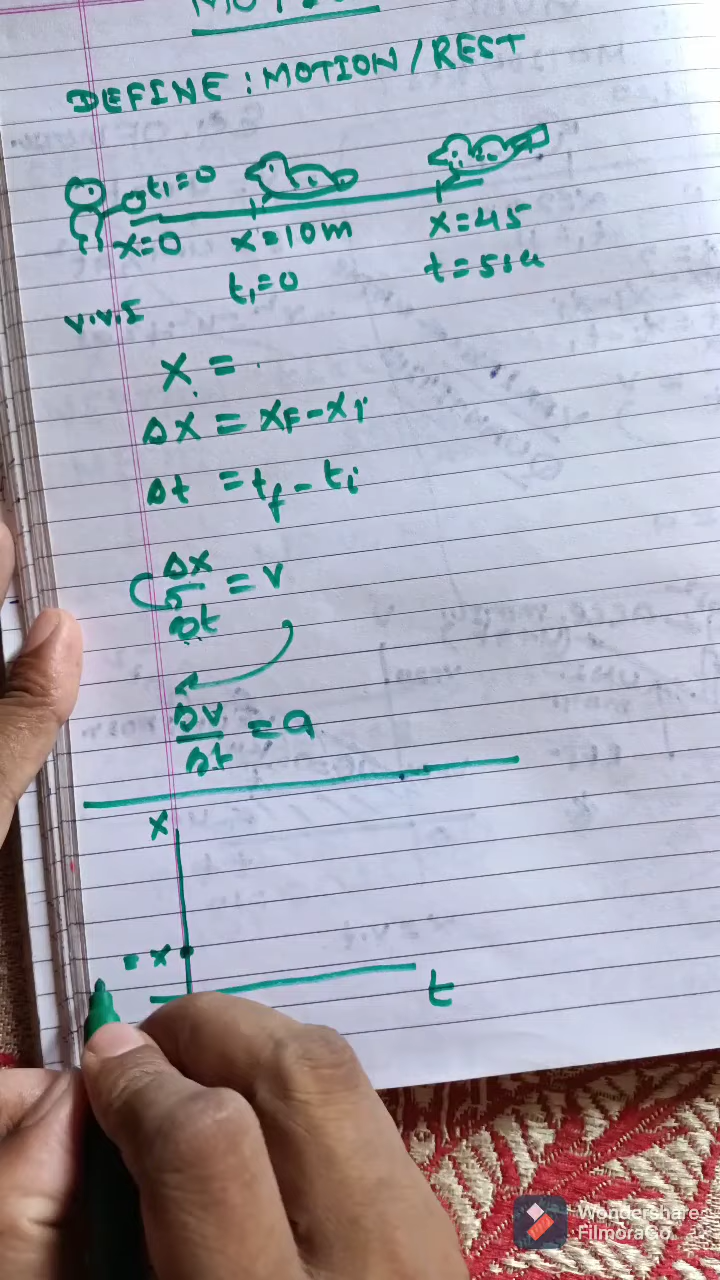 DEFINE: MOTION/REST
t₁=0
x=0 x=10m x=45
t₁=0
V.V.I
x =
Δx = xF-xi
Δt = tf - ti
Δx/Δt = v
Δv/Δt = a
x
= x
t
Wondershare
FilmoraGo